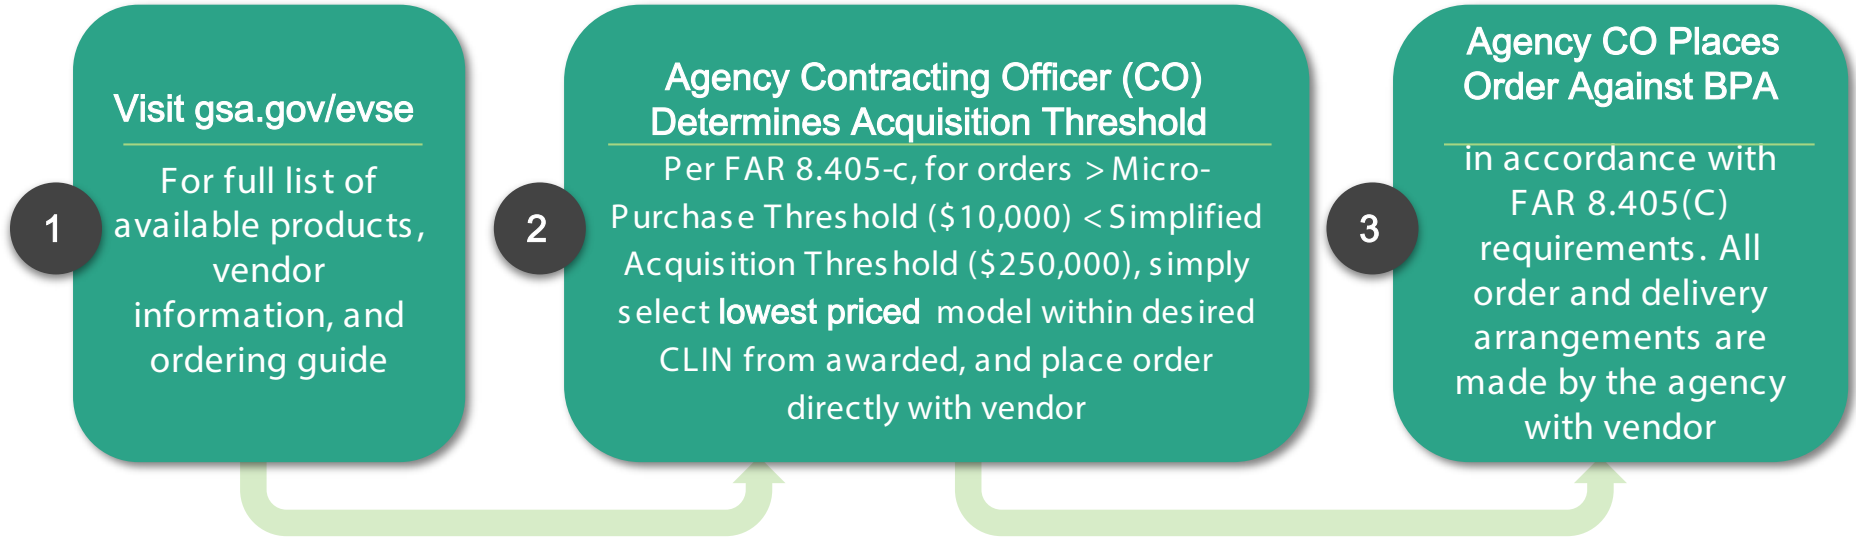 1
Visit gsa.gov/evse
For full list of
available products,
vendor
information, and
ordering guide
2
Agency Contracting Officer (CO)
Determines Acquisition Threshold
Per FAR 8.405-c, for orders > Micro-
Purchase Threshold ($10,000) < Simplified
Acquisition Threshold ($250,000), simply
select lowest priced model within desired
CLIN from awarded, and place order
directly with vendor
3
Agency CO Places
Order Against BPA
in accordance with
FAR 8.405(C)
requirements. All
order and delivery
arrangements are
made by the agency
with vendor